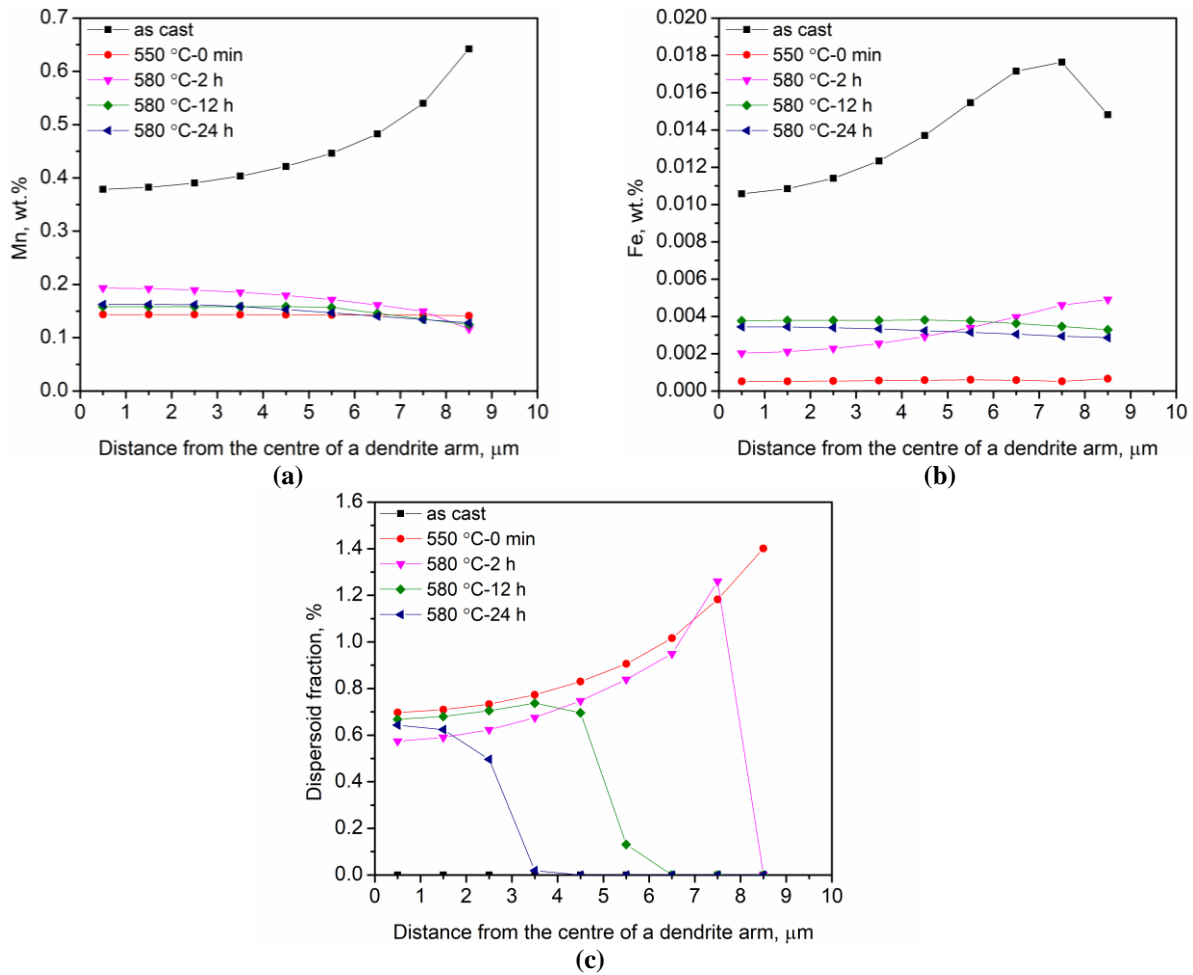 0.7
0.6
0.5
0.4
0.3
0.2
0.1
0.0
Mn, wt.%
as cast
550 °C-0 min
580 °C-2 h
580 °C-12 h
580 °C-24 h
0 1 2 3 4 5 6 7 8 9 10
Distance from the centre of a dendrite arm, μm
(a)
0.020
0.018
0.016
0.014
0.012
0.010
0.008
0.006
0.004
0.002
0.000
Fe, wt.%
as cast
550 °C-0 min
580 °C-2 h
580 °C-12 h
580 °C-24 h
0 1 2 3 4 5 6 7 8 9 10
Distance from the centre of a dendrite arm, μm
(b)
1.6
1.4
1.2
1.0
0.8
0.6
0.4
0.2
0.0
Dispersoid fraction, %
as cast
550 °C-0 min
580 °C-2 h
580 °C-12 h
580 °C-24 h
0 1 2 3 4 5 6 7 8 9 10
Distance from the centre of a dendrite arm, μm
(c)